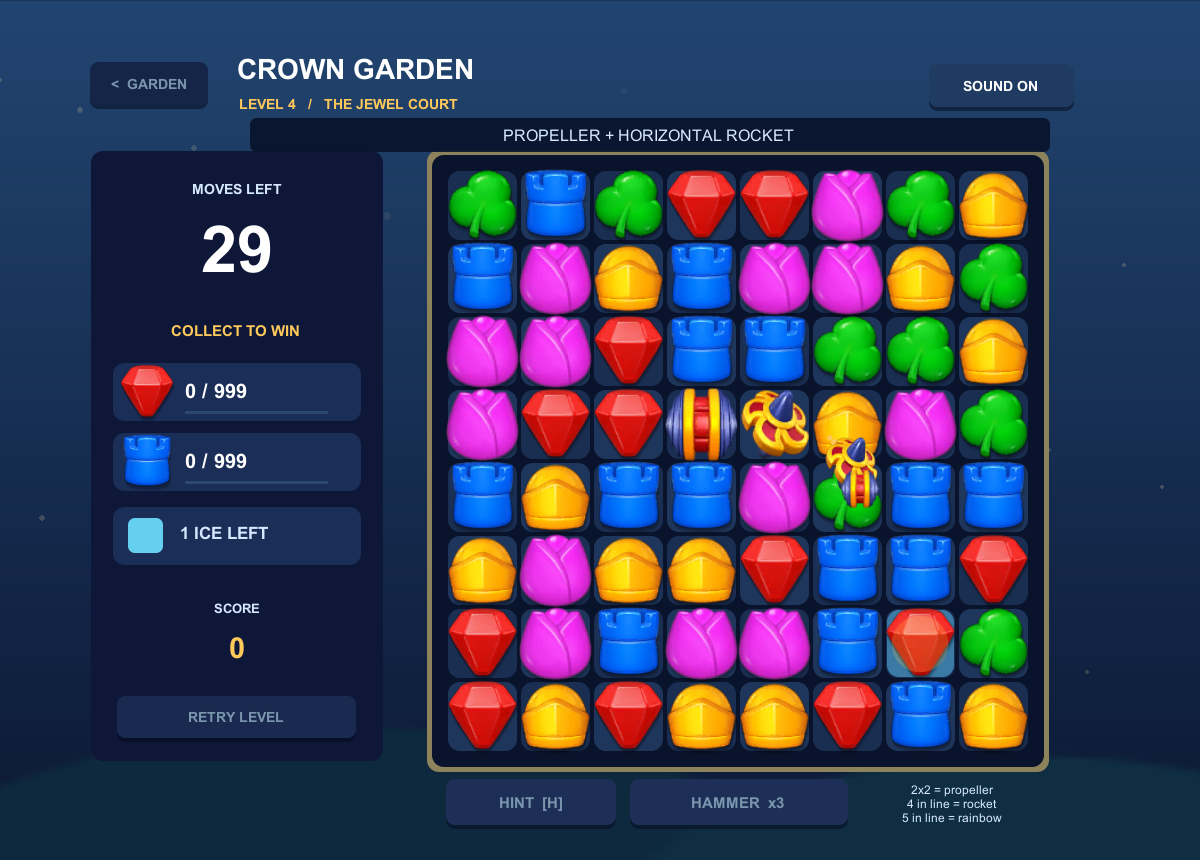 < GARDEN
CROWN GARDEN
LEVEL 4 / THE JEWEL COURT
SOUND ON
PROPELLER + HORIZONTAL ROCKET
MOVES LEFT
29
COLLECT TO WIN
0 / 999
0 / 999
1 ICE LEFT
SCORE
0
RETRY LEVEL
HINT [H]
HAMMER x3
2x2 = propeller
4 in line = rocket
5 in line = rainbow